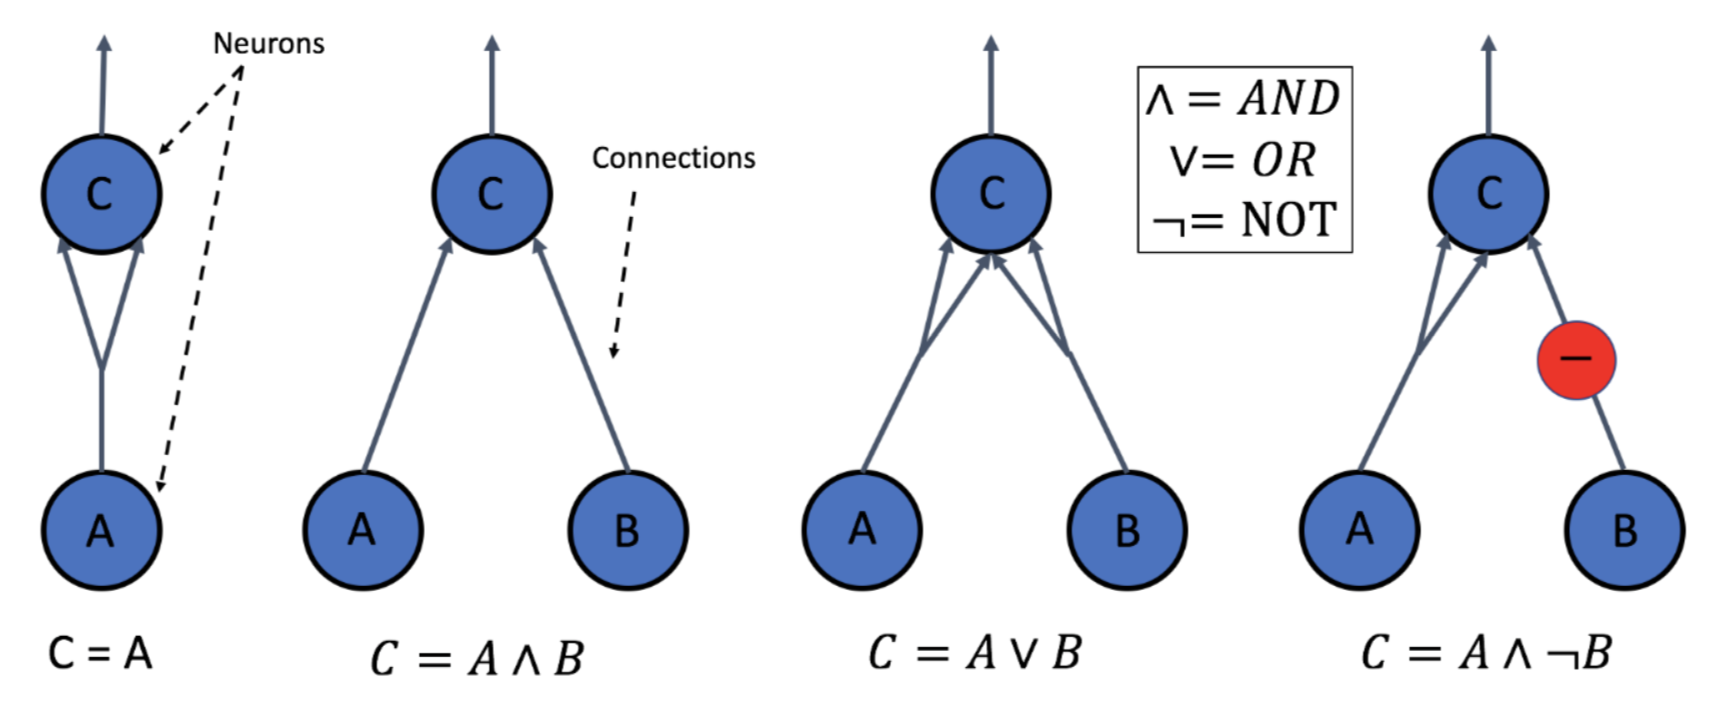 Neurons
Connections
∧ = AND
∨= OR
¬= NOT
C
C
C
C
−
A
A
B
A
B
A
B
C = A
C = A ∧ B
C = A ∨ B
C = A ∧ ¬B